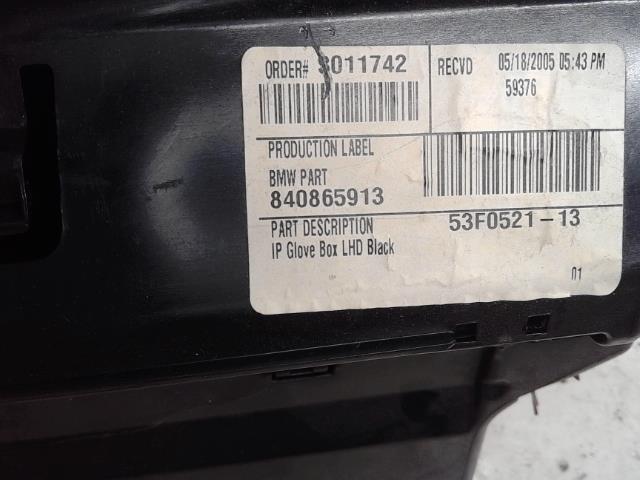 ORDER# 3011742
RECVD 05/18/2005 05:43 PM
59376
PRODUCTION LABEL
BMW PART
840865913
PART DESCRIPTION
53F0521-13
IP Glove Box LHD Black
01